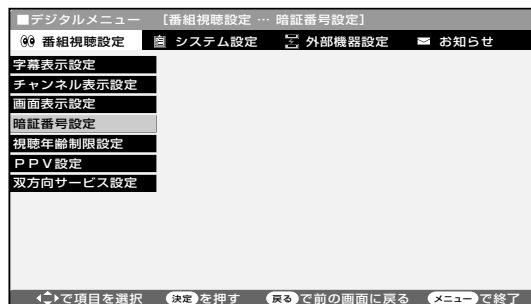 ■デジタルメニュー [番組視聴設定 … 暗証番号設定]
番組視聴設定 システム設定 外部機器設定 お知らせ
字幕表示設定
チャンネル表示設定
画面表示設定
暗証番号設定
視聴年齢制限設定
ＰＰＶ設定
双方向サービス設定
で項目を選択 決定を押す 戻るで前の画面に戻る メニューで終了